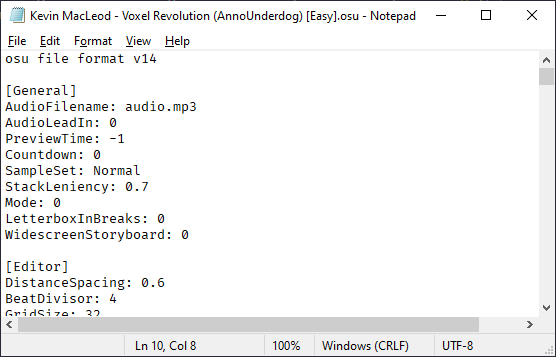 Kevin MacLeod - Voxel Revolution (AnnoUnderdog) [Easy].osu - Notepad
File Edit Format View Help
osu file format v14
[General]
AudioFilename: audio.mp3
AudioLeadIn: 0
PreviewTime: -1
Countdown: 0
SampleSet: Normal
StackLeniency: 0.7
Mode: 0
LetterboxInBreaks: 0
WidescreenStoryboard: 0
[Editor]
DistanceSpacing: 0.6
BeatDivisor: 4
GridSize: 32
Ln 10, Col 8 100% Windows (CRLF) UTF-8